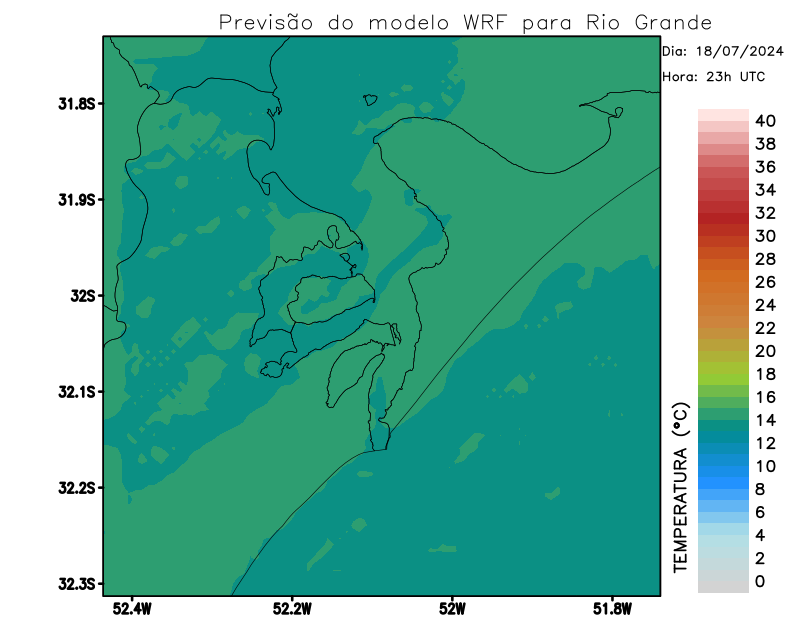 Previsão do modelo WRF para Rio Grande
Dia: 18/07/2024
Hora: 23h UTC
31.8S
31.9S
32S
32.1S
32.2S
32.3S
52.4W
52.2W
52W
51.8W
TEMPERATURA (°C)
40
38
36
34
32
30
28
26
24
22
20
18
16
14
12
10
8
6
4
2
0